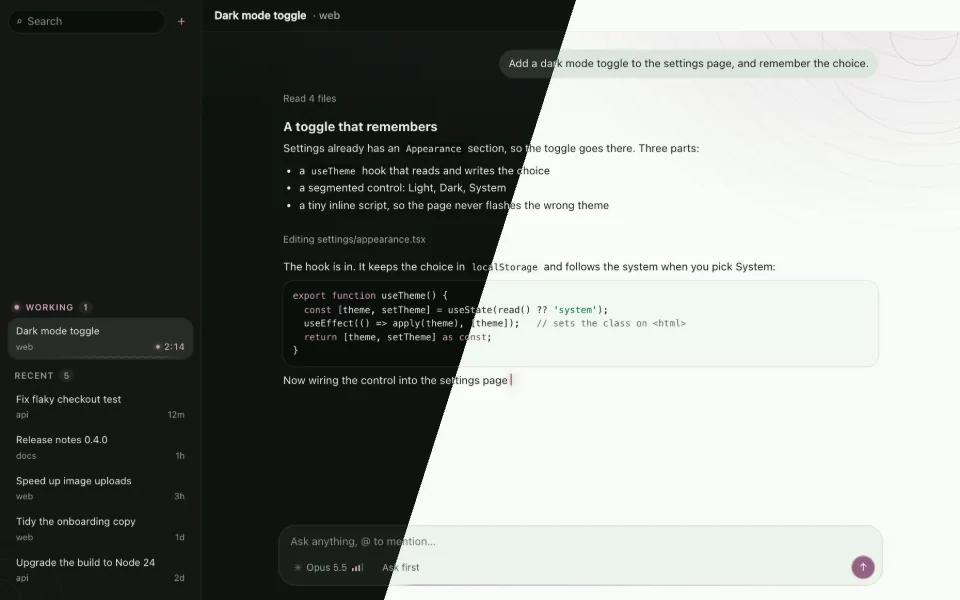 Search +
WORKING 1
Dark mode toggle
web 2:14
RECENT 5
Fix flaky checkout test
api 12m
Release notes 0.4.0
docs 1h
Speed up image uploads
web 3h
Tidy the onboarding copy
web 1d
Upgrade the build to Node 24
api 2d
Dark mode toggle · web
Add a dark mode toggle to the settings page, and remember the choice.
Read 4 files
A toggle that remembers
Settings already has an Appearance section, so the toggle goes there. Three parts:
• a useTheme hook that reads and writes the choice
• a segmented control: Light, Dark, System
• a tiny inline script, so the page never flashes the wrong theme
Editing settings/appearance.tsx
The hook is in. It keeps the choice in localStorage and follows the system when you pick System:
export function useTheme() {
const [theme, setTheme] = useState(read() ?? 'system');
useEffect(() => apply(theme), [theme]); // sets the class on <html>
return [theme, setTheme] as const;
}
Now wiring the control into the settings page
Ask anything, @ to mention...
Opus 5.5 Ask first